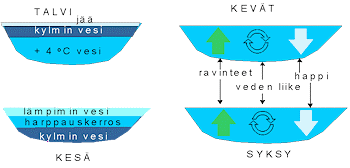 TALVI
jää
kylmin vesi
+ 4 ºC vesi
KEVÄT
ravinteet
veden liike
happi
lämpimin vesi
harppauskerros
kylmin vesi
KESÄ
SYKSY